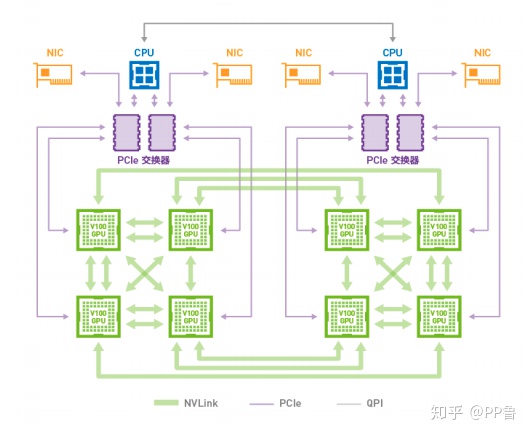 NIC
CPU
NIC
NIC
CPU
NIC
PCIe 交换器
PCIe 交换器
V100
GPU
V100
GPU
V100
GPU
V100
GPU
V100
GPU
V100
GPU
V100
GPU
V100
GPU
NVLink
PCIe
QPI
知乎 @PP鲁